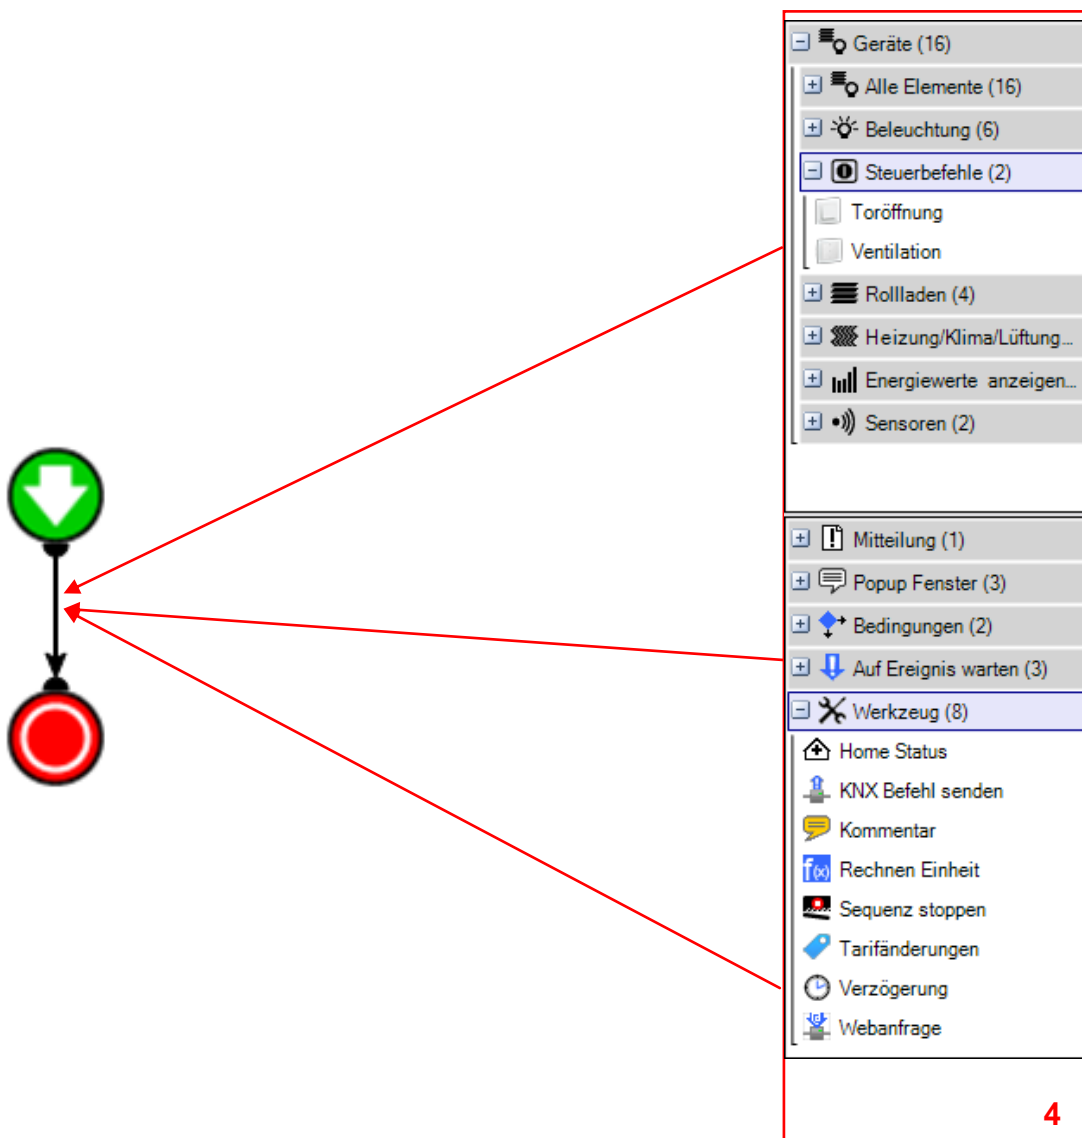 Geräte (16)
Alle Elemente (16)
Beleuchtung (6)
Steuerbefehle (2)
Toröffnung
Ventilation
Rollladen (4)
Heizung/Klima/Lüftung...
Energiewerte anzeigen...
Sensoren (2)
Mitteilung (1)
Popup Fenster (3)
Bedingungen (2)
Auf Ereignis warten (3)
Werkzeug (8)
Home Status
KNX Befehl senden
Kommentar
f(x) Rechnen Einheit
Sequenz stoppen
Tarifänderungen
Verzögerung
Webanfrage
4